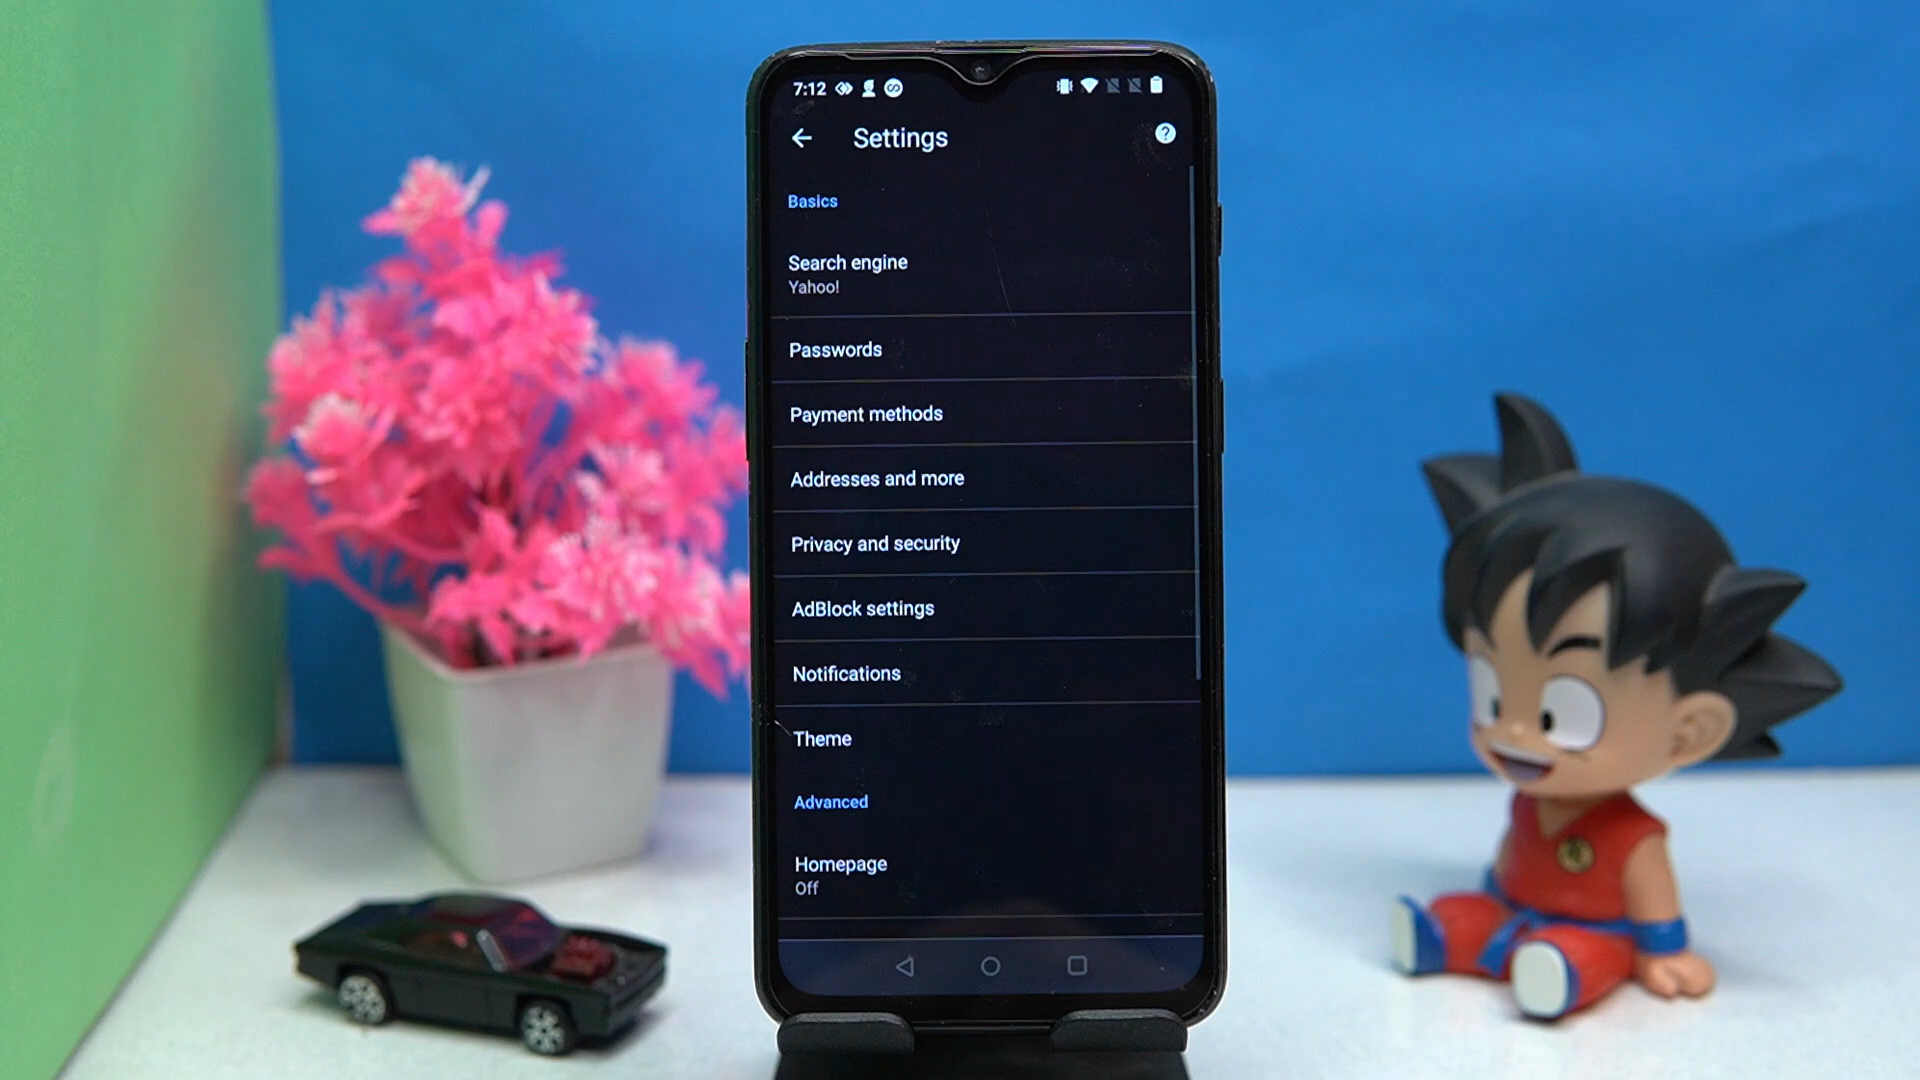 7:12
Settings
Basics
Search engine
Yahoo!
Passwords
Payment methods
Addresses and more
Privacy and security
AdBlock settings
Notifications
Theme
Advanced
Homepage
Off